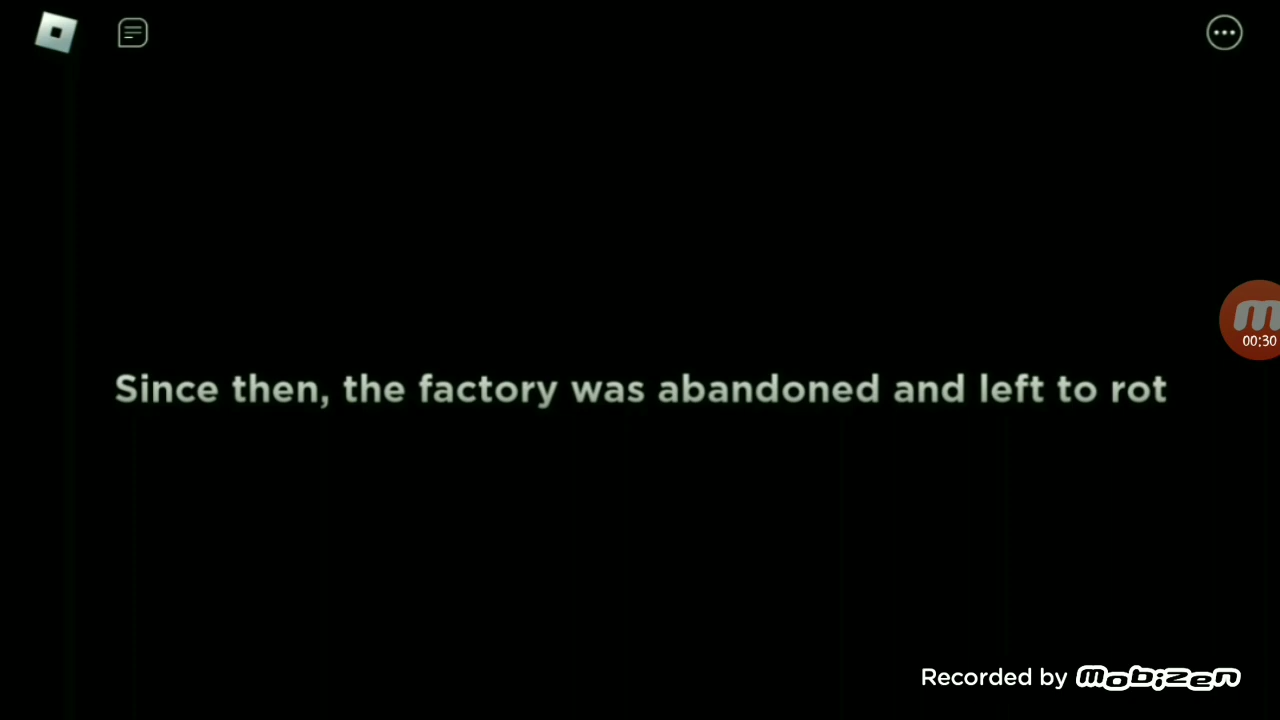 00:30
Since then, the factory was abandoned and left to rot
Recorded by mobizen